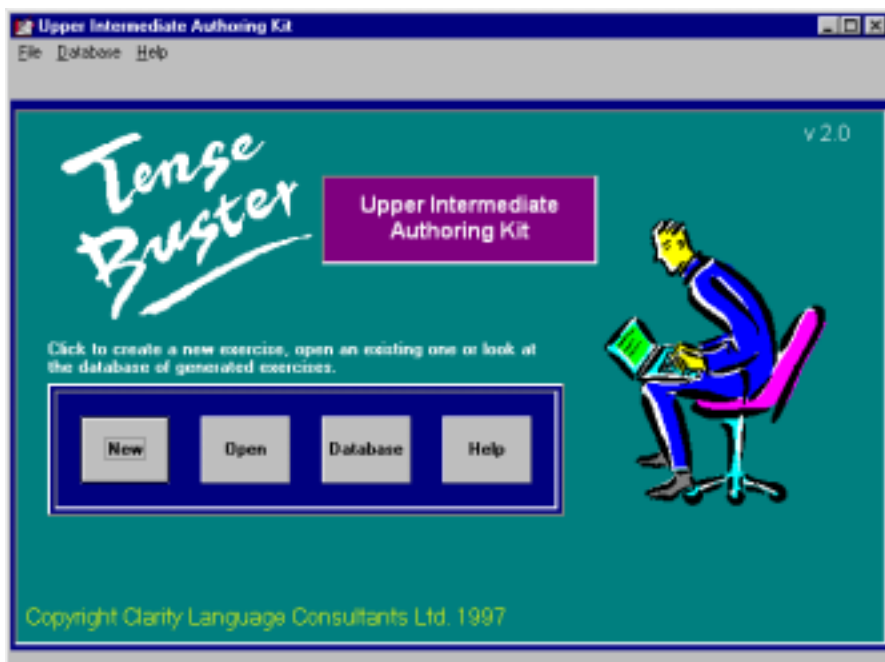 Upper Intermediate Authoring Kit
File Database Help
v 2.0
Tense
Buster
Upper Intermediate
Authoring Kit
Click to create a new exercise, open an existing one or look at
the database of generated exercises.
New Open Database Help
Copyright Clarity Language Consultants Ltd. 1997